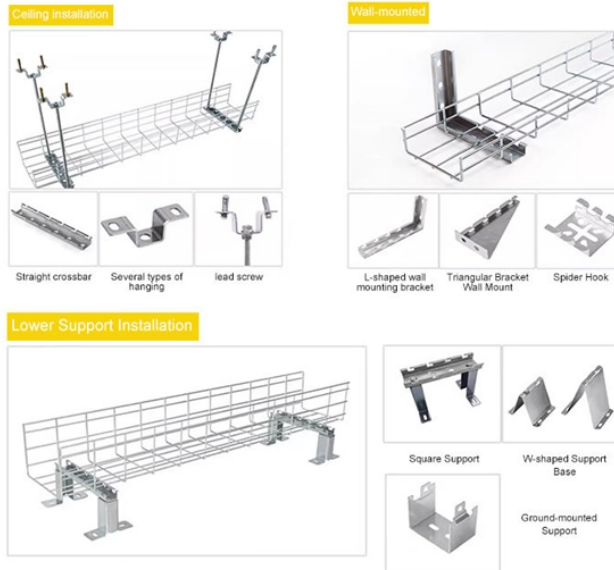 Ceiling installation
Wall-mounted
Straight crossbar
Several types of
hanging
lead screw
L-shaped wall
mounting bracket
Triangular Bracket
Wall Mount
Spider Hook
Lower Support Installation
Square Support
W-shaped Support
Base
Ground-mounted
Support